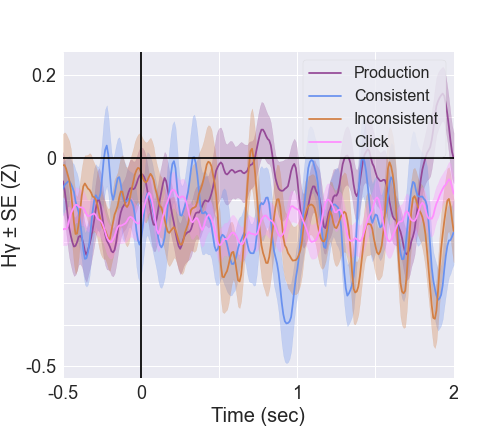 Production
Consistent
Inconsistent
Click
0.2
0
-0.5
Hγ ± SE (Z)
-0.5 0 1 2
Time (sec)